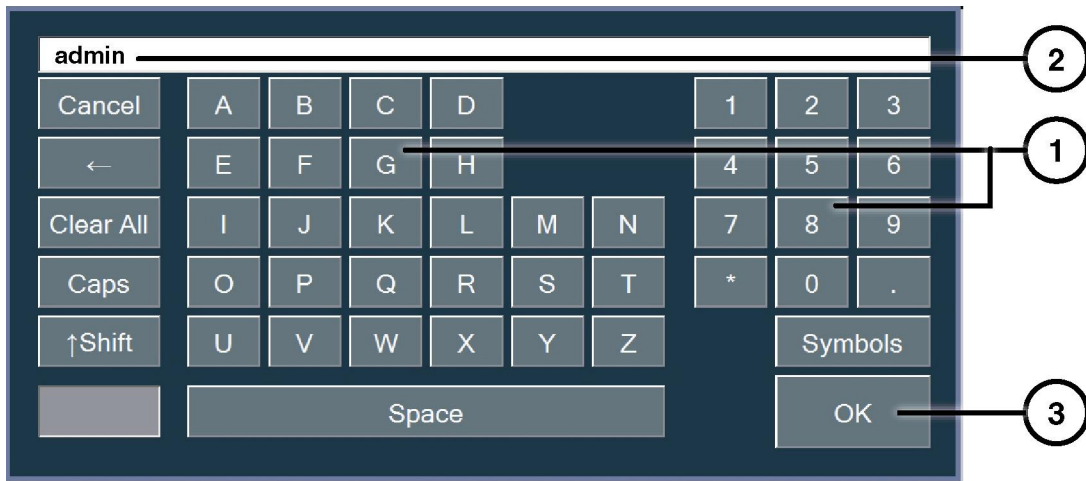 admin 2
Cancel A B C D 1 2 3
← E F G H 4 5 6 1
Clear All I J K L M N 7 8 9
Caps O P Q R S T * 0 .
↑Shift U V W X Y Z Symbols
Space OK 3